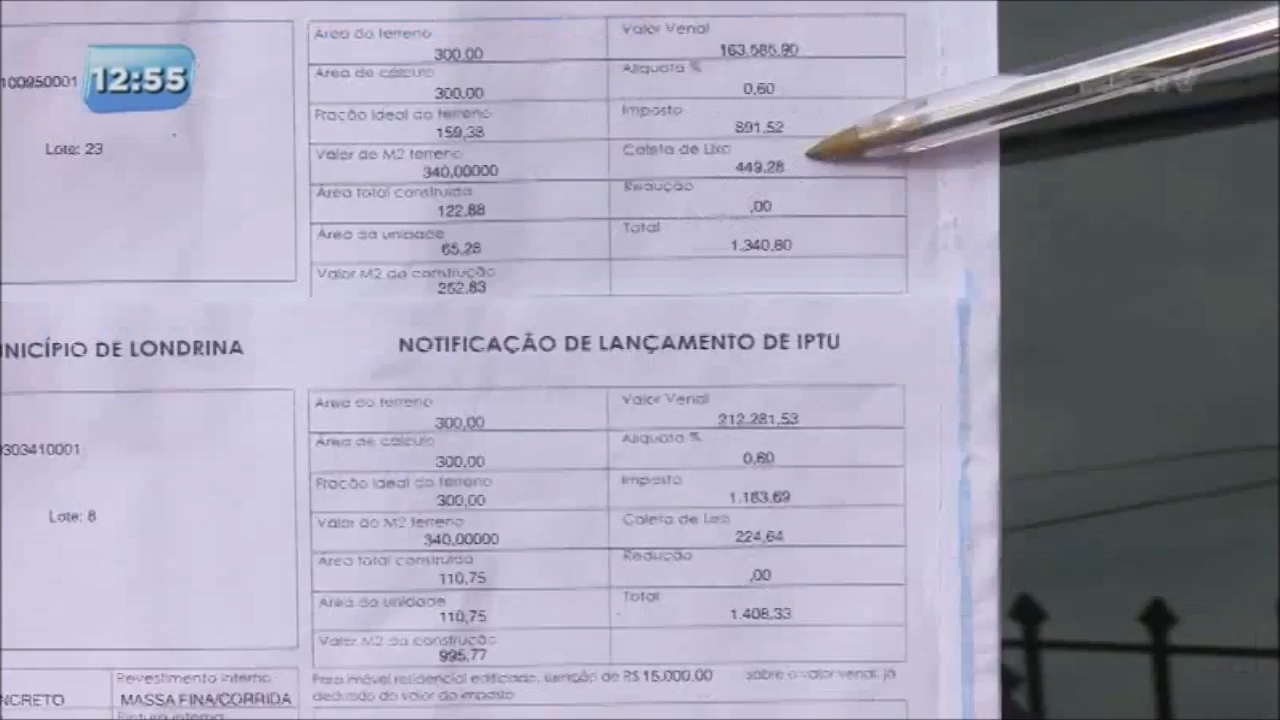 Área do terreno
300,00
Valor Venal
163.585,90
100950001
12:55
Área de cálculo
300,00
Alíquota %
0,60
Fração Ideal do terreno
159,38
Imposto
891,52
Lote: 23
Valor do M2 terreno
340,00000
Coleta de Lixo
449,28
Área total construída
122,88
Redução
,00
Área da unidade
65,28
Total
1.340,80
Valor M2 da construção
252,83
NICÍPIO DE LONDRINA
NOTIFICAÇÃO DE LANÇAMENTO DE IPTU
Área do terreno
300,00
Valor Venal
212.281,53
303410001
Área de cálculo
300,00
Alíquota %
0,60
Fração Ideal do terreno
300,00
Imposto
1.183,69
Lote: 8
Valor do M2 terreno
340,00000
Coleta de Lixo
224,64
Área total construída
110,75
Redução
,00
Área da unidade
110,75
Total
1.408,33
Valor M2 da construção
995,77
NCRETO
Revestimento interno
MASSA FINA/CORRIDA
Para imóvel residencial edificado, isenção de R$ 15.000,00 sobre o valor venal, já
deduzido do valor do imposto
Pintura interna